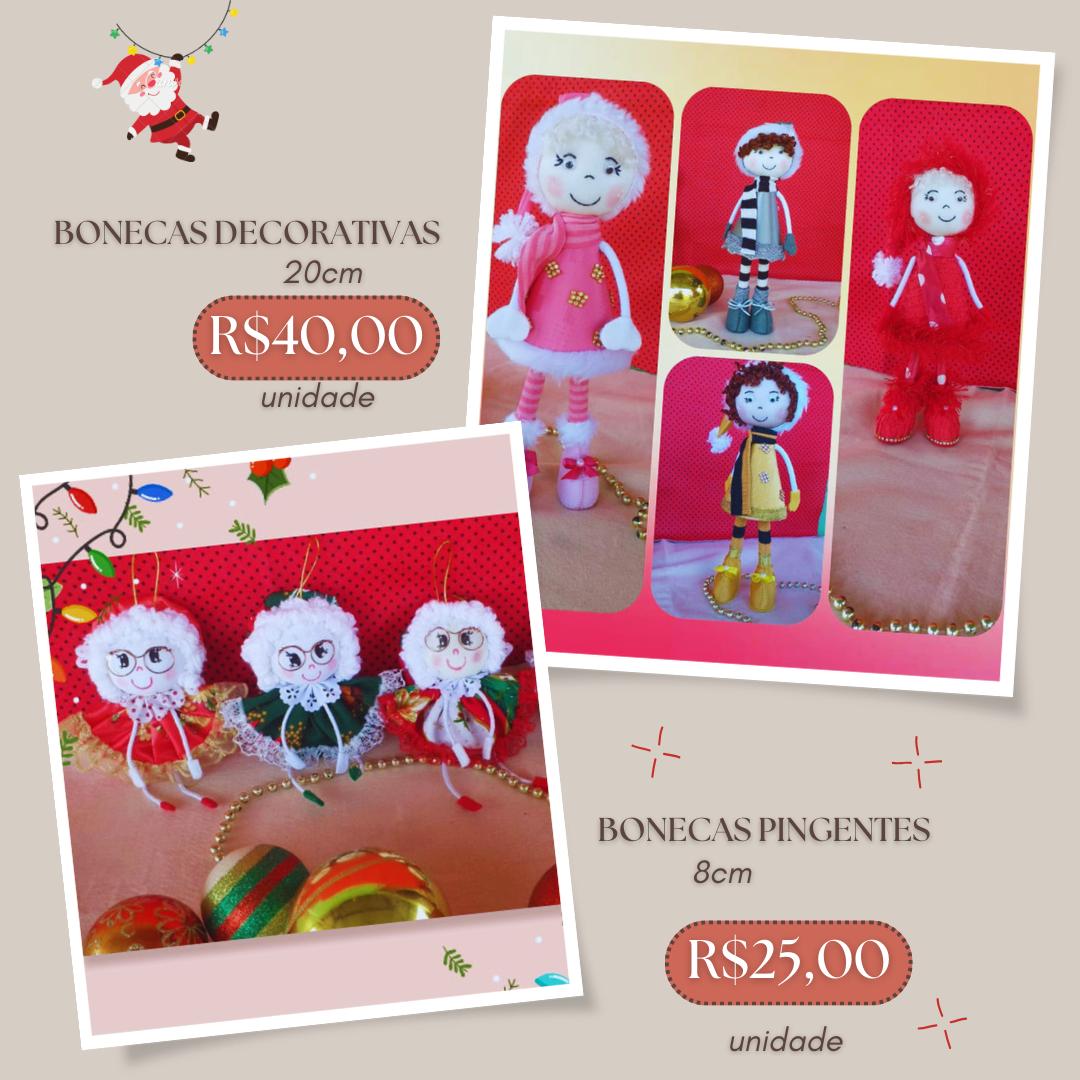 BONECAS DECORATIVAS
20cm
R$40,00
unidade
BONECAS PINGENTES
8cm
R$25,00
unidade